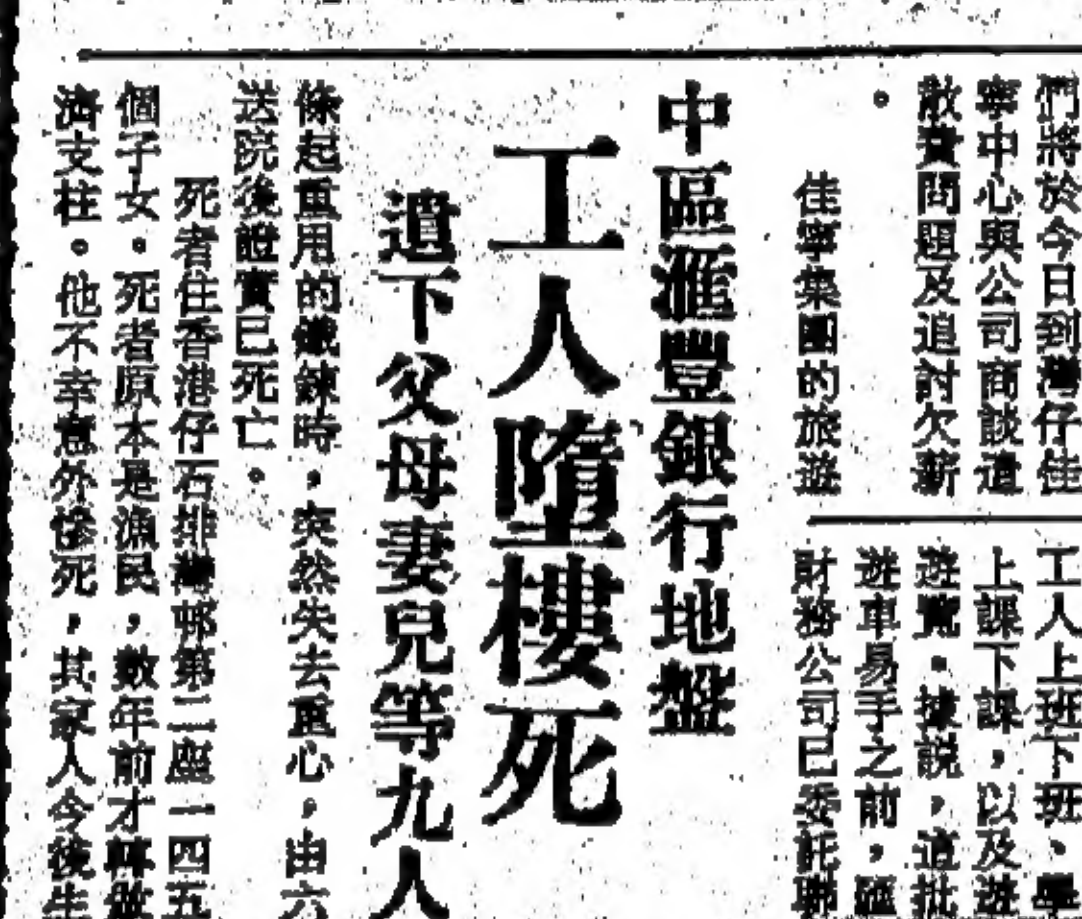 們將於今日到灣仔佳
寧中心與公司商談遣
散費問題及追討欠薪
。
佳寧集團的旅遊
工人上班下班、學
上課下課，以及遊
遊覽。據說，這批
遊車易手之前，匯
財務公司已委託聯
中區滙豐銀行地盤
工人墮樓死
遺下父母妻兒等九人
條起重用的鐵鍊時，突然失去重心，由六
送院後證實已死亡。
死者住香港仔石排灣邨第二座一四五
個子女。死者原本是漁民，數年前才轉做
濟支柱。他不幸意外慘死，其家人今後生